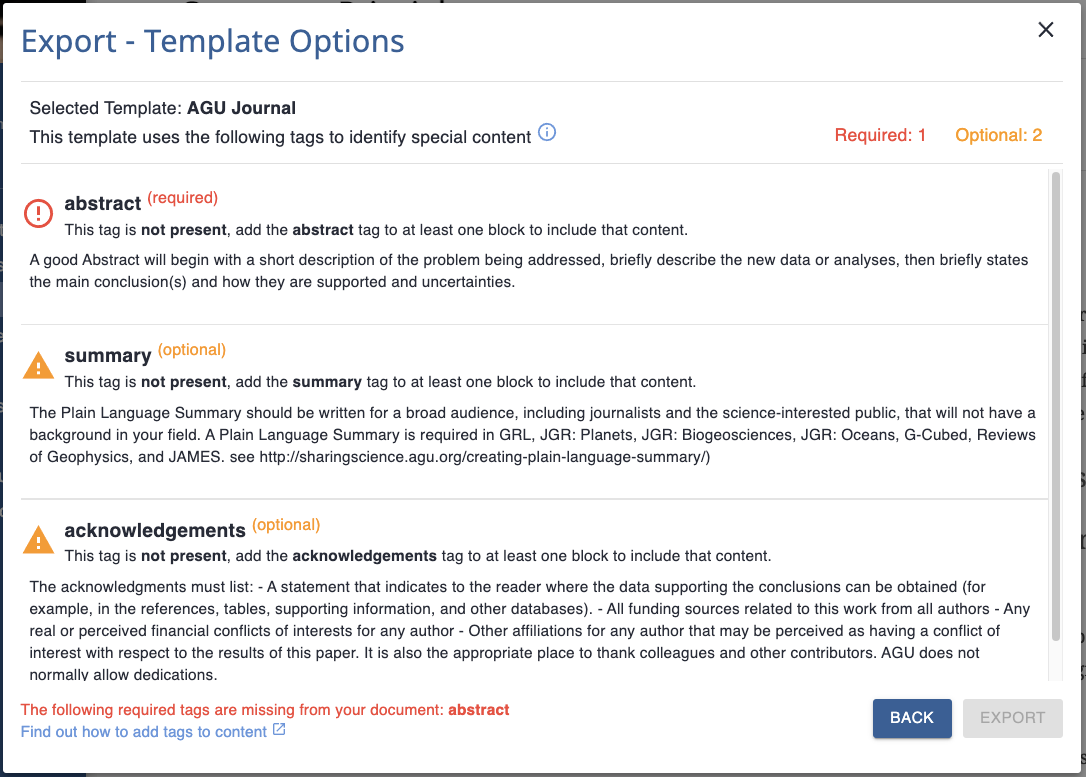 Export - Template Options
Selected Template: AGU Journal
This template uses the following tags to identify special content
Required: 1 Optional: 2
abstract (required)
This tag is not present, add the abstract tag to at least one block to include that content.
A good Abstract will begin with a short description of the problem being addressed, briefly describe the new data or analyses, then briefly states
the main conclusion(s) and how they are supported and uncertainties.
summary (optional)
This tag is not present, add the summary tag to at least one block to include that content.
The Plain Language Summary should be written for a broad audience, including journalists and the science-interested public, that will not have a
background in your field. A Plain Language Summary is required in GRL, JGR: Planets, JGR: Biogeosciences, JGR: Oceans, G-Cubed, Reviews
of Geophysics, and JAMES. see http://sharingscience.agu.org/creating-plain-language-summary/)
acknowledgements (optional)
This tag is not present, add the acknowledgements tag to at least one block to include that content.
The acknowledgments must list: - A statement that indicates to the reader where the data supporting the conclusions can be obtained (for
example, in the references, tables, supporting information, and other databases). - All funding sources related to this work from all authors - Any
real or perceived financial conflicts of interests for any author - Other affiliations for any author that may be perceived as having a conflict of
interest with respect to the results of this paper. It is also the appropriate place to thank colleagues and other contributors. AGU does not
normally allow dedications.
The following required tags are missing from your document: abstract
Find out how to add tags to content
BACK
EXPORT